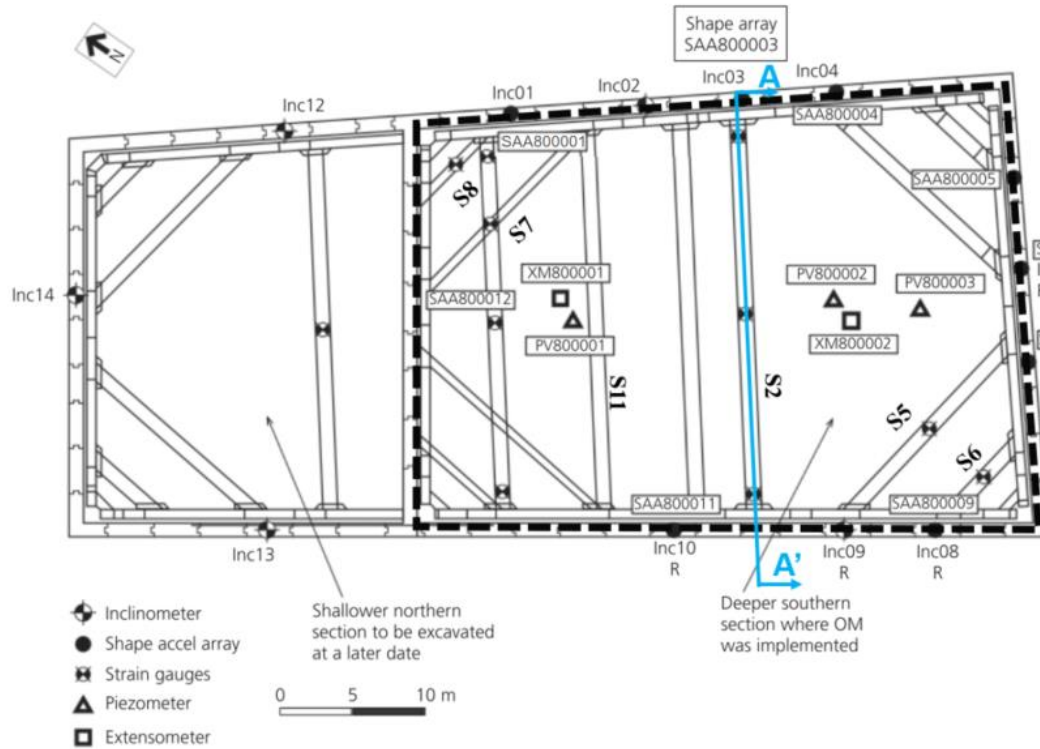 N
Shape array
SAA800003
A
Inc12
Inc01
Inc02
Inc03
Inc04
SAA800001
SAA800004
SAA800005
S8
S7
XM800001
PV800002
PV800003
Inc14
SAA800012
PV800001
XM800002
S11
S2
S5
S6
SAA800011
SAA800009
Inc13
Inc10
R
Inc09
R
Inc08
R
A'
Inclinometer
Shape accel array
Strain gauges
Piezometer
Extensometer
Shallower northern
section to be excavated
at a later date
Deeper southern
section where OM
was implemented
0 5 10 m